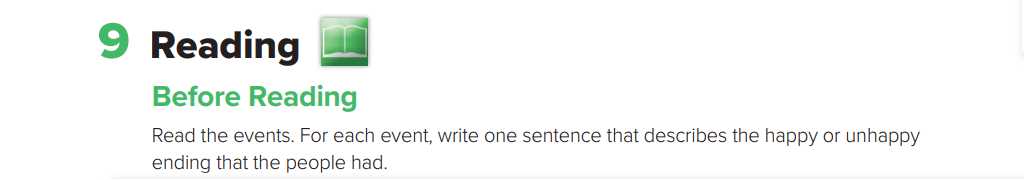 9 Reading
Before Reading
Read the events. For each event, write one sentence that describes the happy or unhappy
ending that the people had.